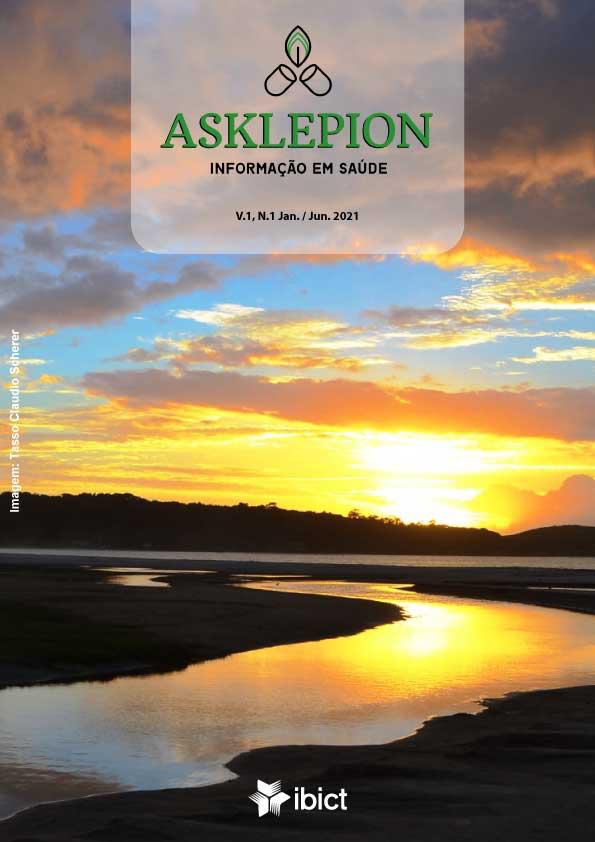 ASKLEPION
INFORMAÇÃO EM SAÚDE
V.1, N.1 Jan. / Jun. 2021
Imagem: Tasso Claudio Scherer
ibict